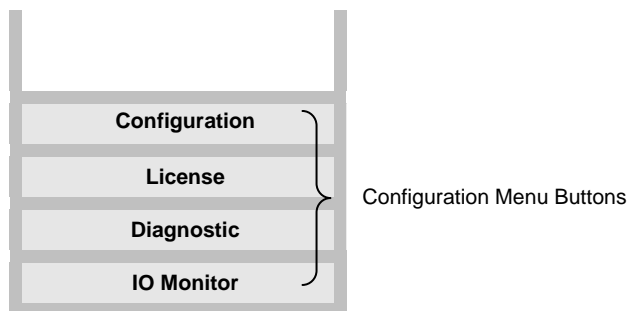 Configuration
License
Diagnostic
IO Monitor
Configuration Menu Buttons